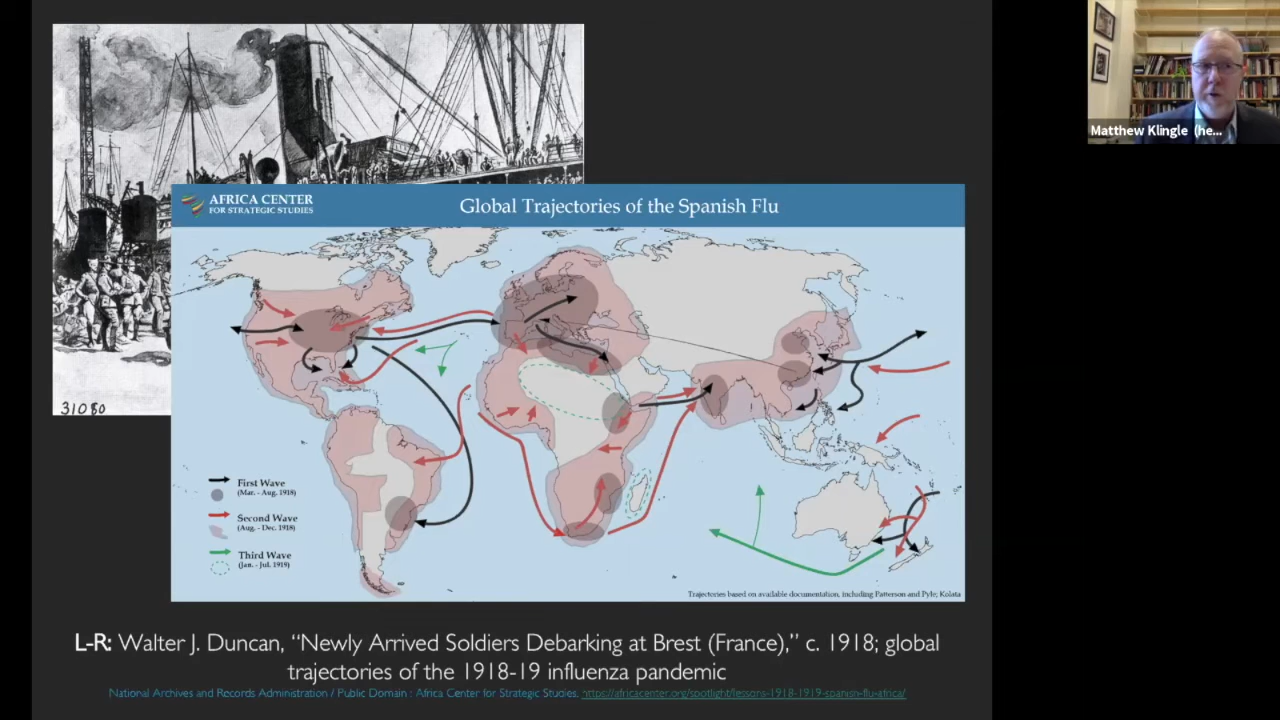 Matthew Klingle (he...
31080
AFRICA CENTER
FOR STRATEGIC STUDIES
Global Trajectories of the Spanish Flu
First Wave
(Mar. - Aug. 1918)
Second Wave
(Aug. - Dec. 1918)
Third Wave
(Jan. - Jul. 1919)
Trajectories based on available documentation, including Patterson and Pyle; Kolata
L-R: Walter J. Duncan, “Newly Arrived Soldiers Debarking at Brest (France),” c. 1918; global
trajectories of the 1918-19 influenza pandemic
National Archives and Records Administration / Public Domain : Africa Center for Strategic Studies. https://africacenter.org/spotlight/lessons-1918-1919-spanish-flu-africa/